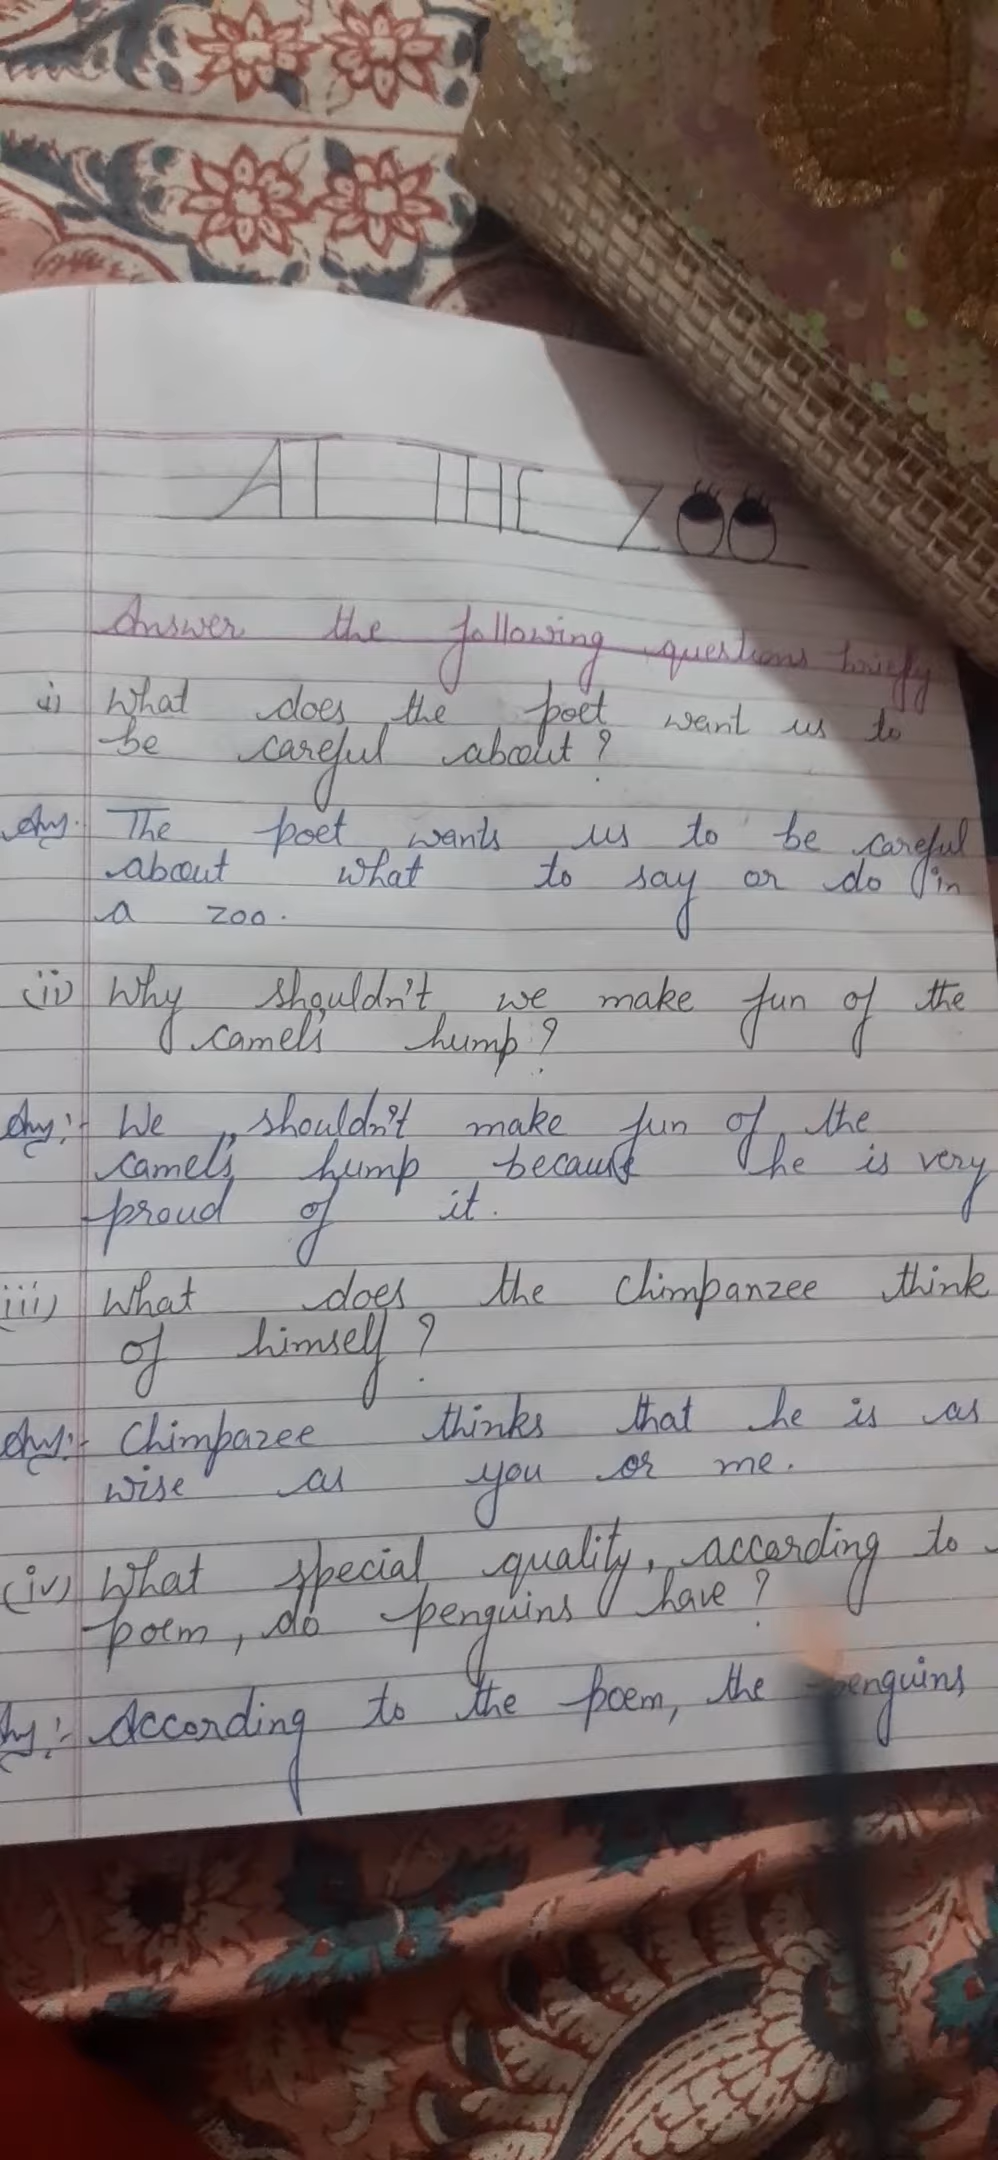 AT THE ZOO
Answer the following questions briefly
i) What does the poet want us to
be careful about?
Ans:- The poet wants us to be careful
about what to say or do in
a zoo.
(ii) Why shouldn't we make fun of the
camel's hump?
Ans:- We shouldn't make fun of the
camel's hump because he is very
proud of it.
iii) What does the Chimpanzee think
of himself?
Ans:- Chimpazee thinks that he is as
wise as you or me.
(iv) What special quality, according to
poem, do penguins have?
Ans:- According to the poem, the penguins